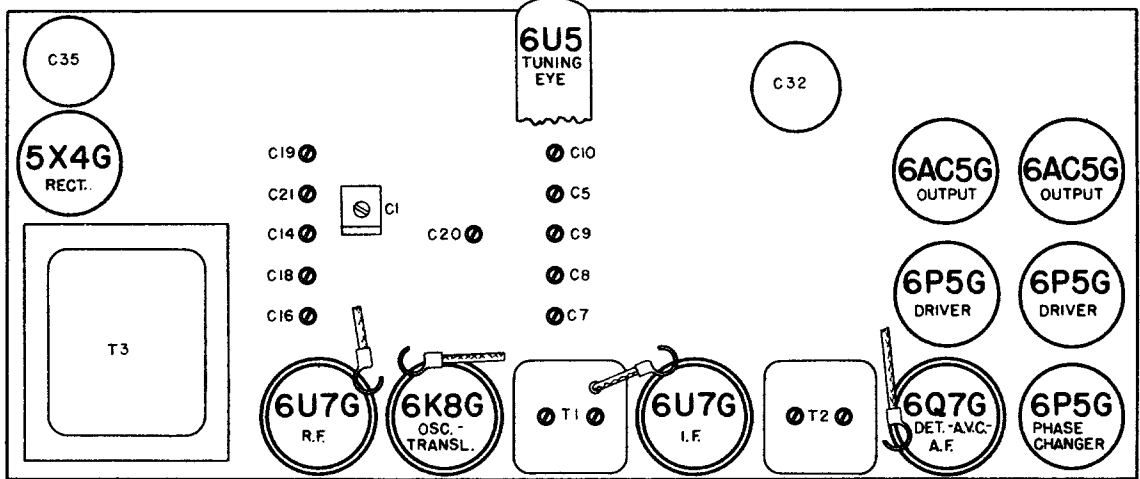 C35
6U5
TUNING
EYE
C32
5X4G
RECT..
C19
C10
6AC5G
OUTPUT
6AC5G
OUTPUT
C21
C1
C5
C14
C20
C9
C18
C8
6P5G
DRIVER
6P5G
DRIVER
C16
C7
T3
6U7G
R.F.
6K8G
OSC.-
TRANSL.
T1
6U7G
I.F.
T2
6Q7G
DET.-A.V.C.-
A.F.
6P5G
PHASE
CHANGER